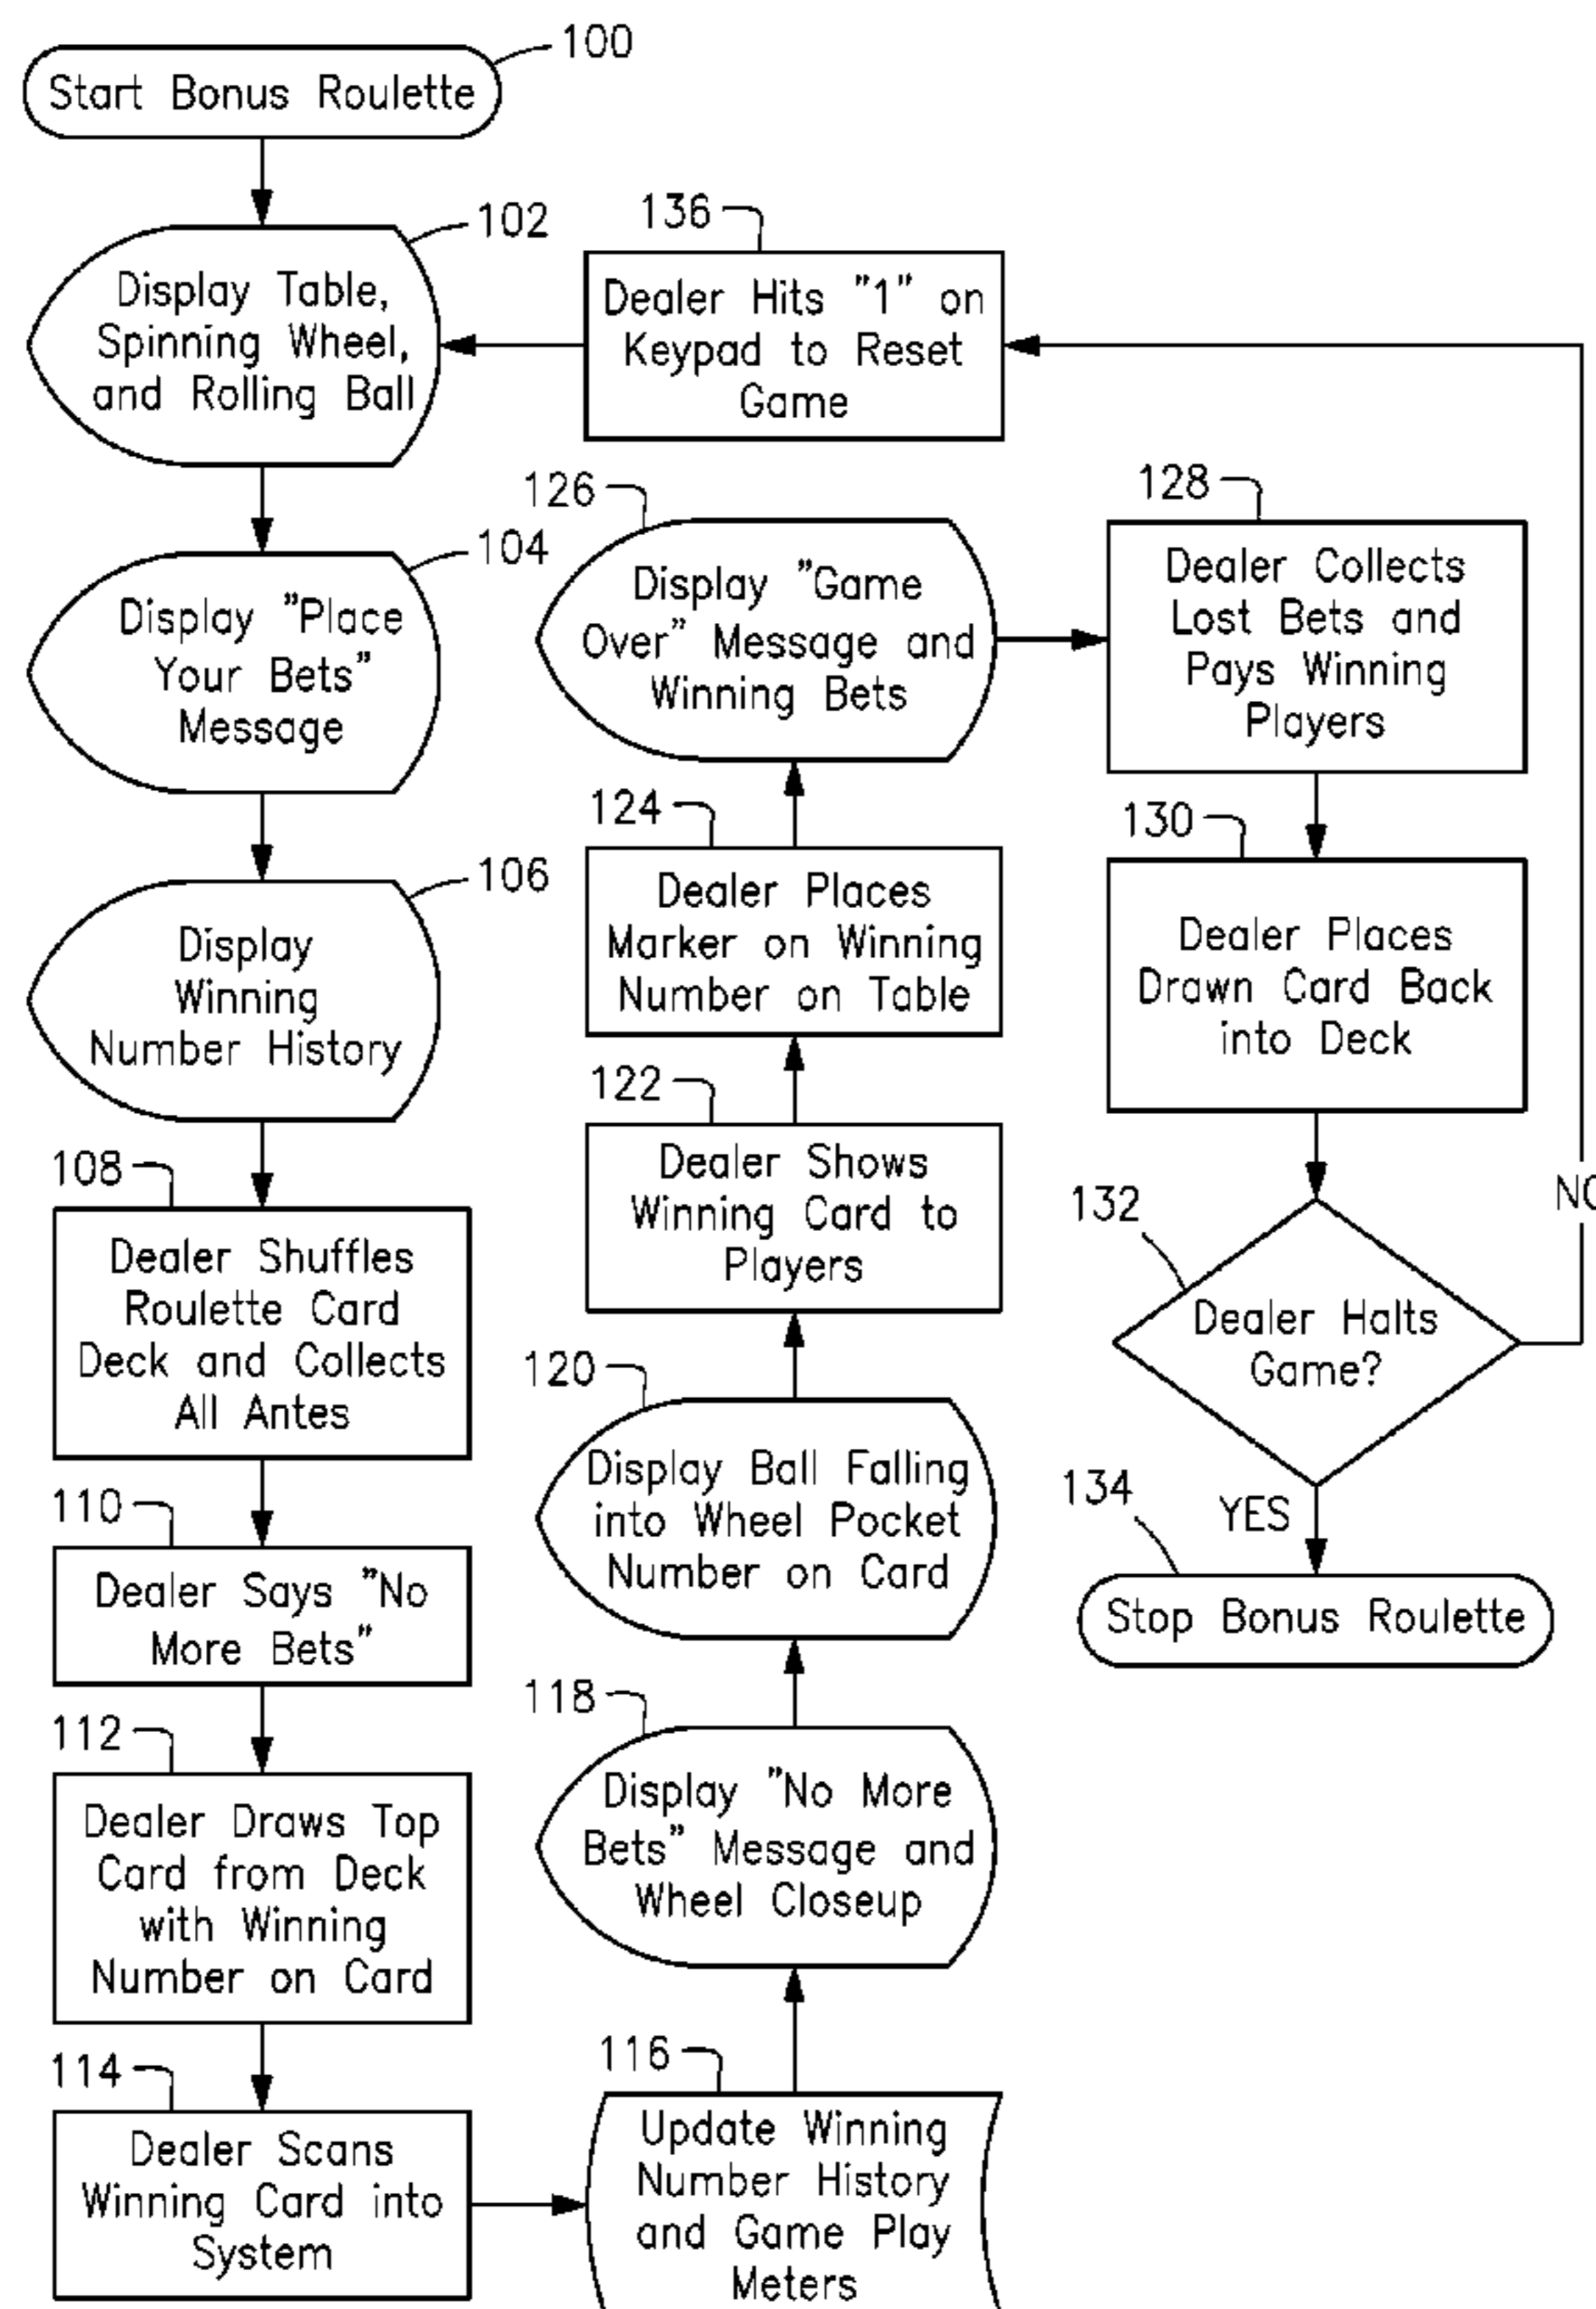 100
Start Bonus Roulette
102
Display Table,
Spinning Wheel,
and Rolling Ball
104
Display "Place
Your Bets"
Message
106
Display
Winning
Number History
108
Dealer Shuffles
Roulette Card
Deck and Collects
All Antes
110
Dealer Says "No
More Bets"
112
Dealer Draws Top
Card from Deck
with Winning
Number on Card
114
Dealer Scans
Winning Card into
System
116
Update Winning
Number History
and Game Play
Meters
118
Display "No More
Bets" Message and
Wheel Closeup
120
Display Ball Falling
into Wheel Pocket
Number on Card
122
Dealer Shows
Winning Card to
Players
124
Dealer Places
Marker on Winning
Number on Table
126
Display "Game
Over" Message and
Winning Bets
128
Dealer Collects
Lost Bets and
Pays Winning
Players
130
Dealer Places
Drawn Card Back
into Deck
132
Dealer Halts
Game?
NO
YES
134
Stop Bonus Roulette
136
Dealer Hits "1" on
Keypad to Reset
Game